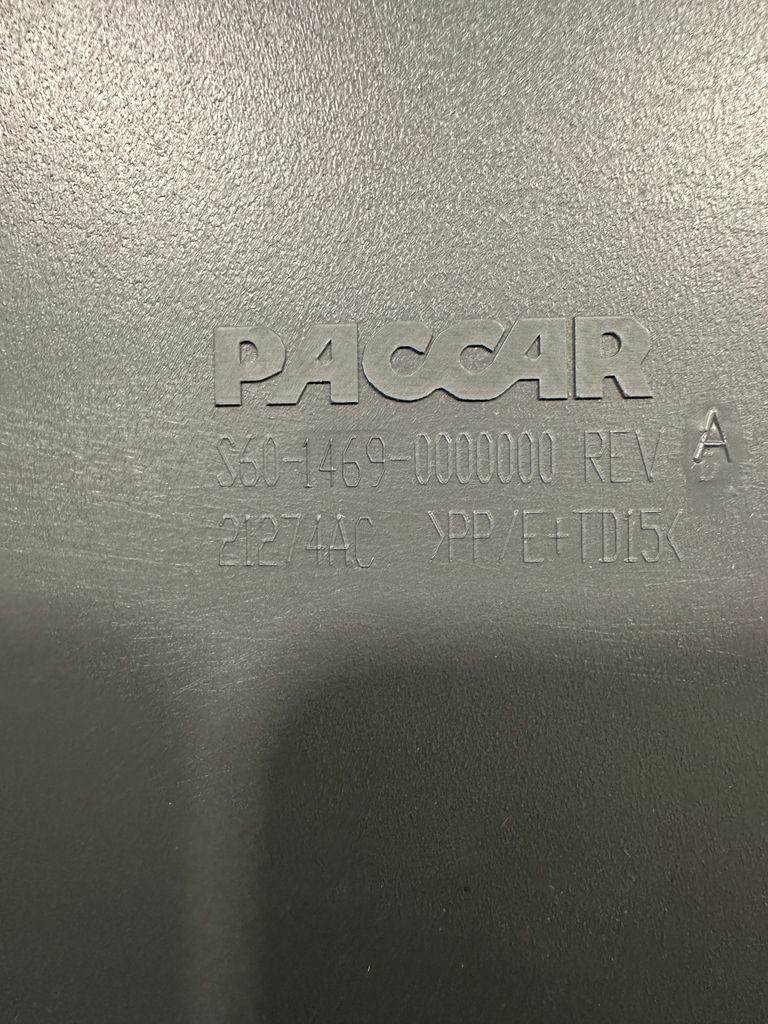 PACCAR
S60-1469-0000000 REV A
21274AC >PP/E+TD15<